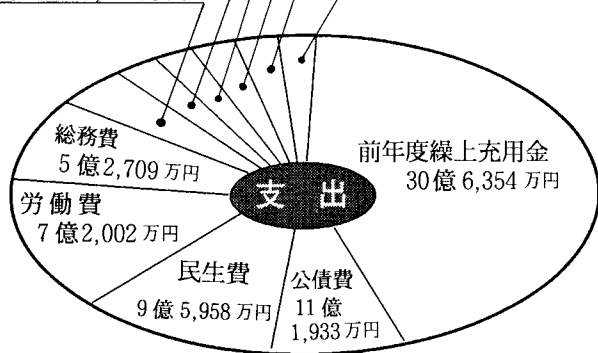 前年度繰上充用金
30億6,354万円
支出
総務費
5億2,709万円
労働費
7億2,002万円
民生費
9億5,958万円
公債費
11億
1,933万円